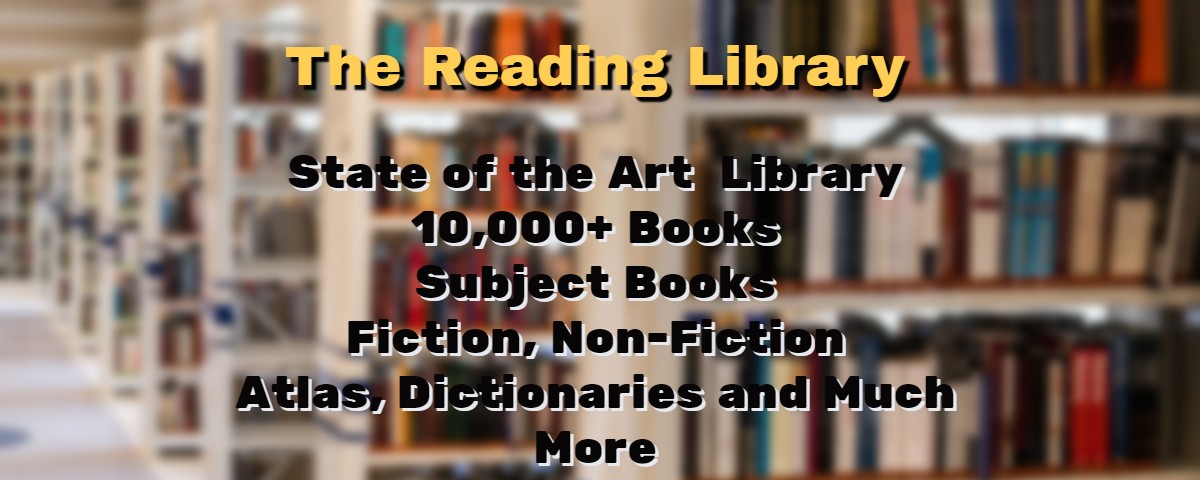 The Reading Library
State of the Art Library
10,000+ Books
Subject Books
Fiction, Non-Fiction
Atlas, Dictionaries and Much
More